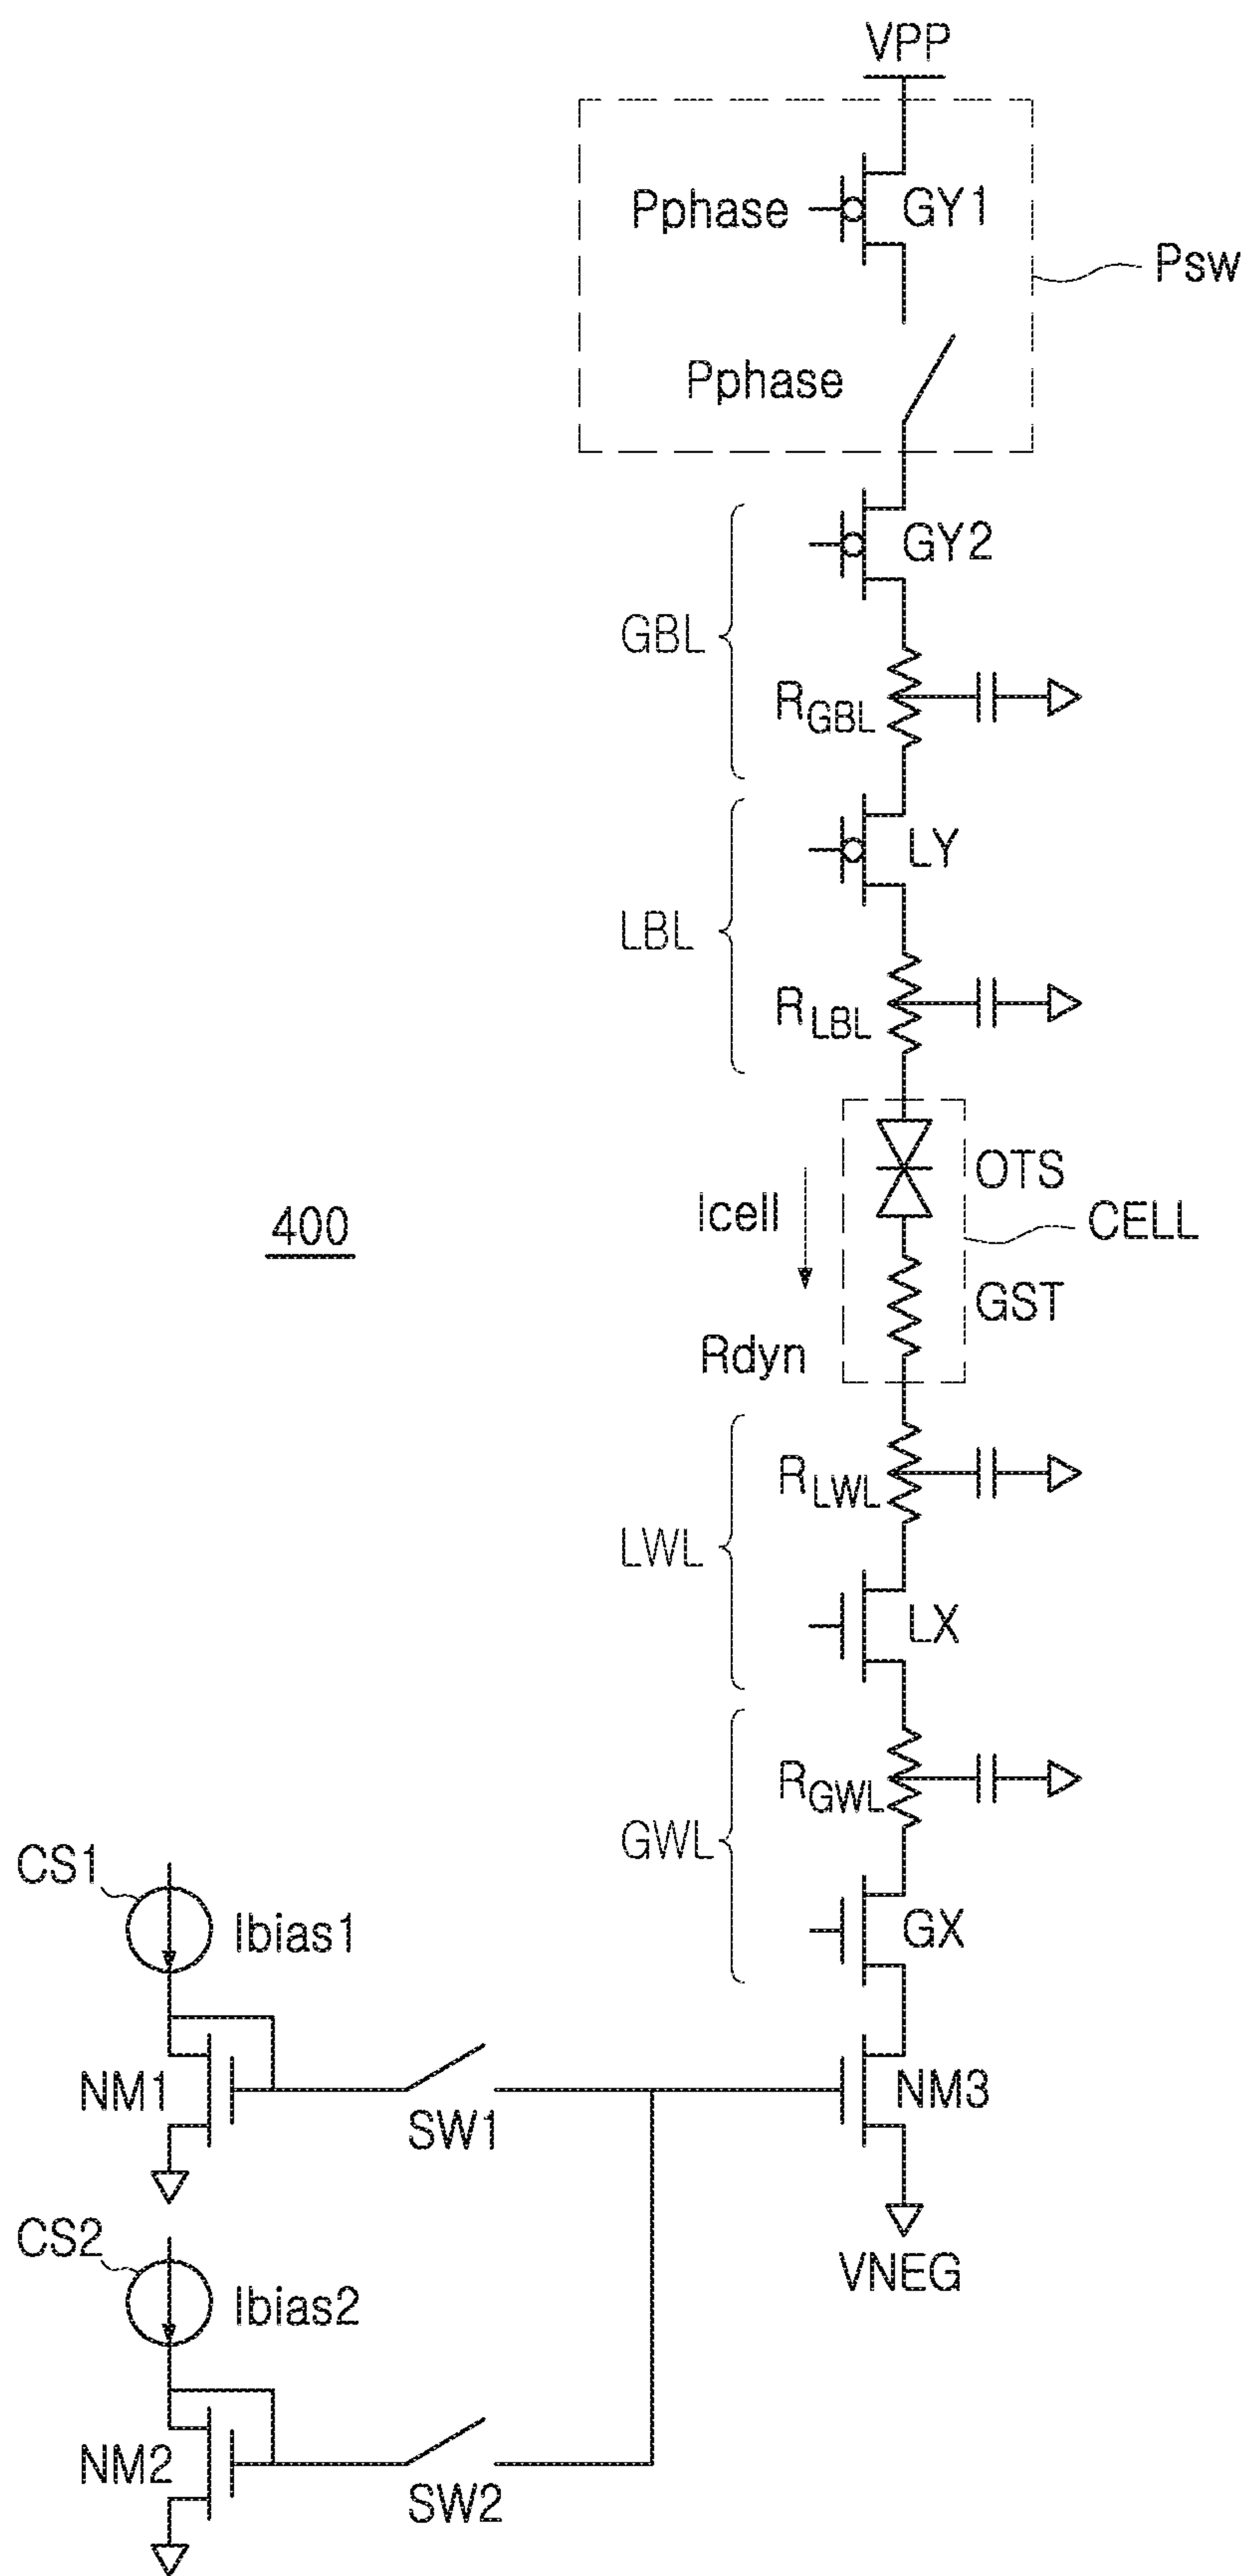 VPP
Pphase
GY1
Psw
Pphase
GY2
GBL
RGBL
LY
LBL
RLBL
OTS
Icell
CELL
400
GST
Rdyn
RLWL
LWL
LX
RGWL
GWL
CS1
Ibias1
GX
NM1
SW1
NM3
CS2
VNEG
Ibias2
NM2
SW2